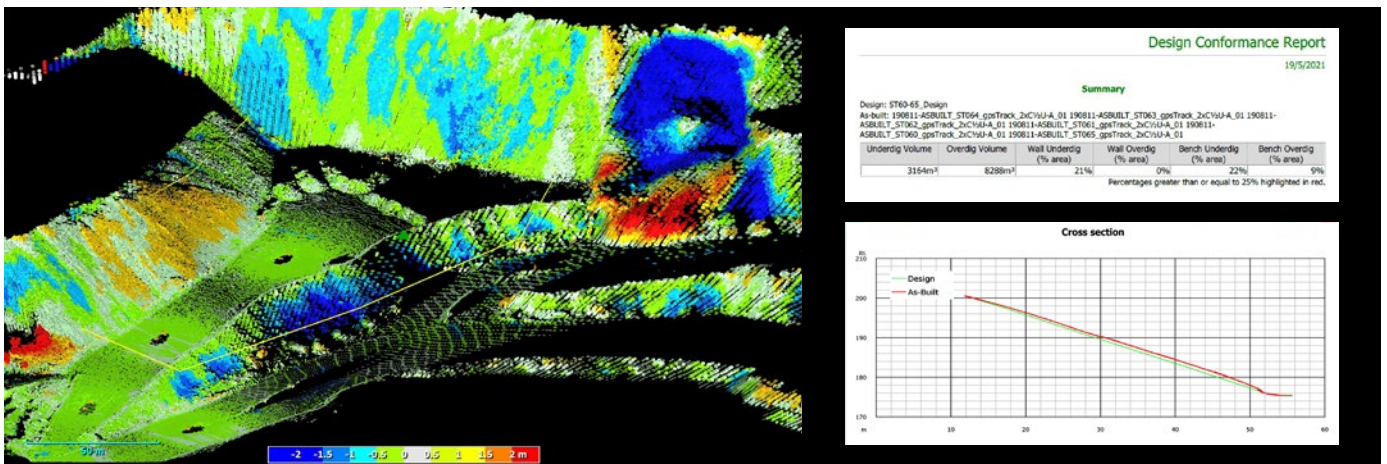 50 m
-2 -1.5 -1 -0.5 0 0.5 1 1.5 2 m
Design Conformance Report
19/5/2021
Summary
Design: ST60-65_Design
As-built: 190811-ASBUILT_ST064_gpsTrack_2xC½U-A_01 190811-ASBUILT_ST063_gpsTrack_2xC½U-A_01 190811-
ASBUILT_ST062_gpsTrack_2xC½U-A_01 190811-ASBUILT_ST061_gpsTrack_2xC½U-A_01 190811-
ASBUILT_ST060_gpsTrack_2xC½U-A_01 190811-ASBUILT_ST065_gpsTrack_2xC½U-A_01
Underdig Volume Overdig Volume Wall Underdig (% area) Wall Overdig (% area) Bench Underdig (% area) Bench Overdig (% area)
3164m³ 8288m³ 21% 0% 22% 9%
Percentages greater than or equal to 25% highlighted in red.
Cross section
210
Design
As-Built
200
190
180
170
m 10 20 30 40 50 60